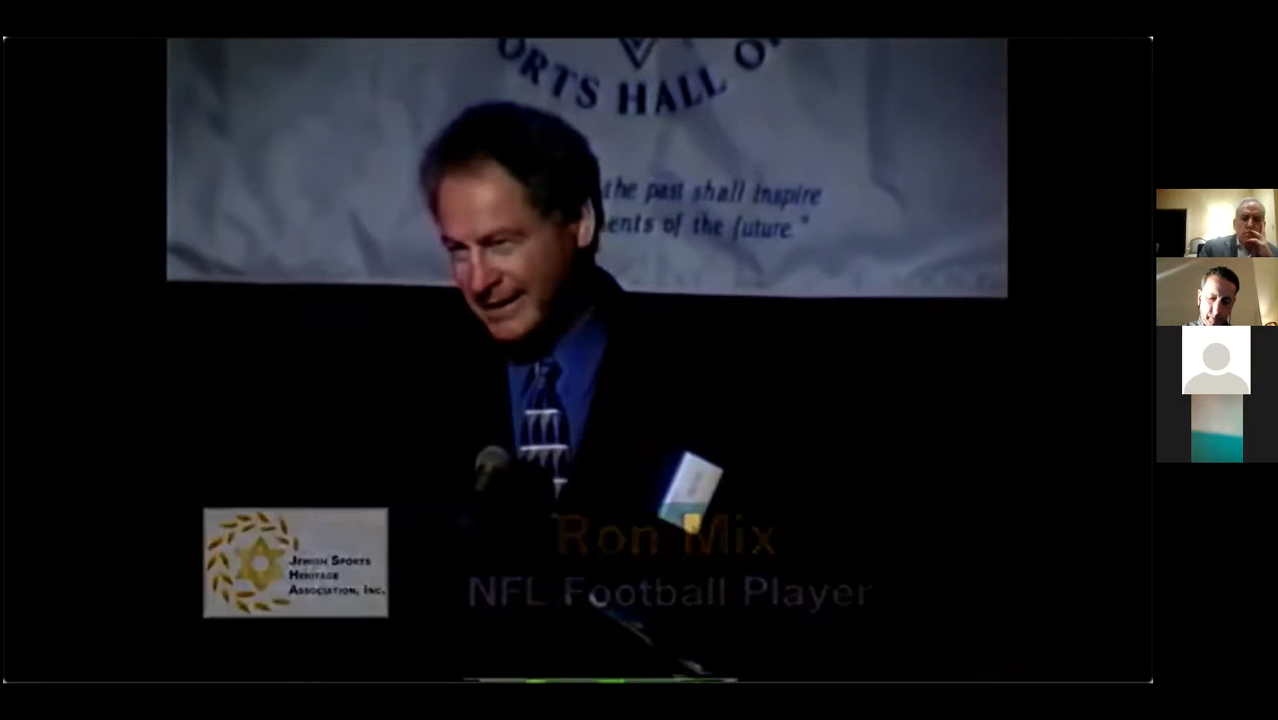 ORTS HALL O
the past shall inspire
ents of the future."
Ron Mix
NFL Football Player
JEWISH SPORTS
HERITAGE
ASSOCIATION, INC.